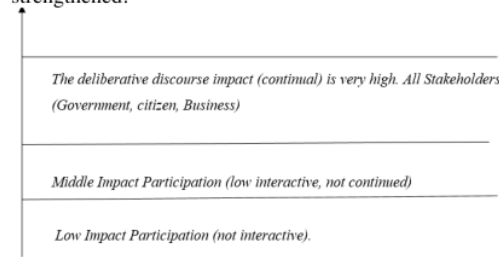 strengthened.
The deliberative discourse impact (continual) is very high. All Stakeholders
(Government, citizen, Business)
Middle Impact Participation (low interactive, not continued)
Low Impact Participation (not interactive).